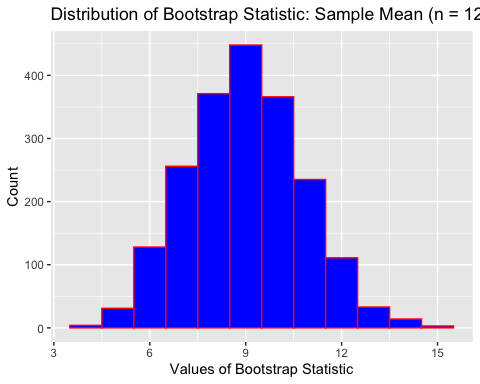 Distribution of Bootstrap Statistic: Sample Mean (n = 12
400
300
200
100
0
Count
3 6 9 12 15
Values of Bootstrap Statistic